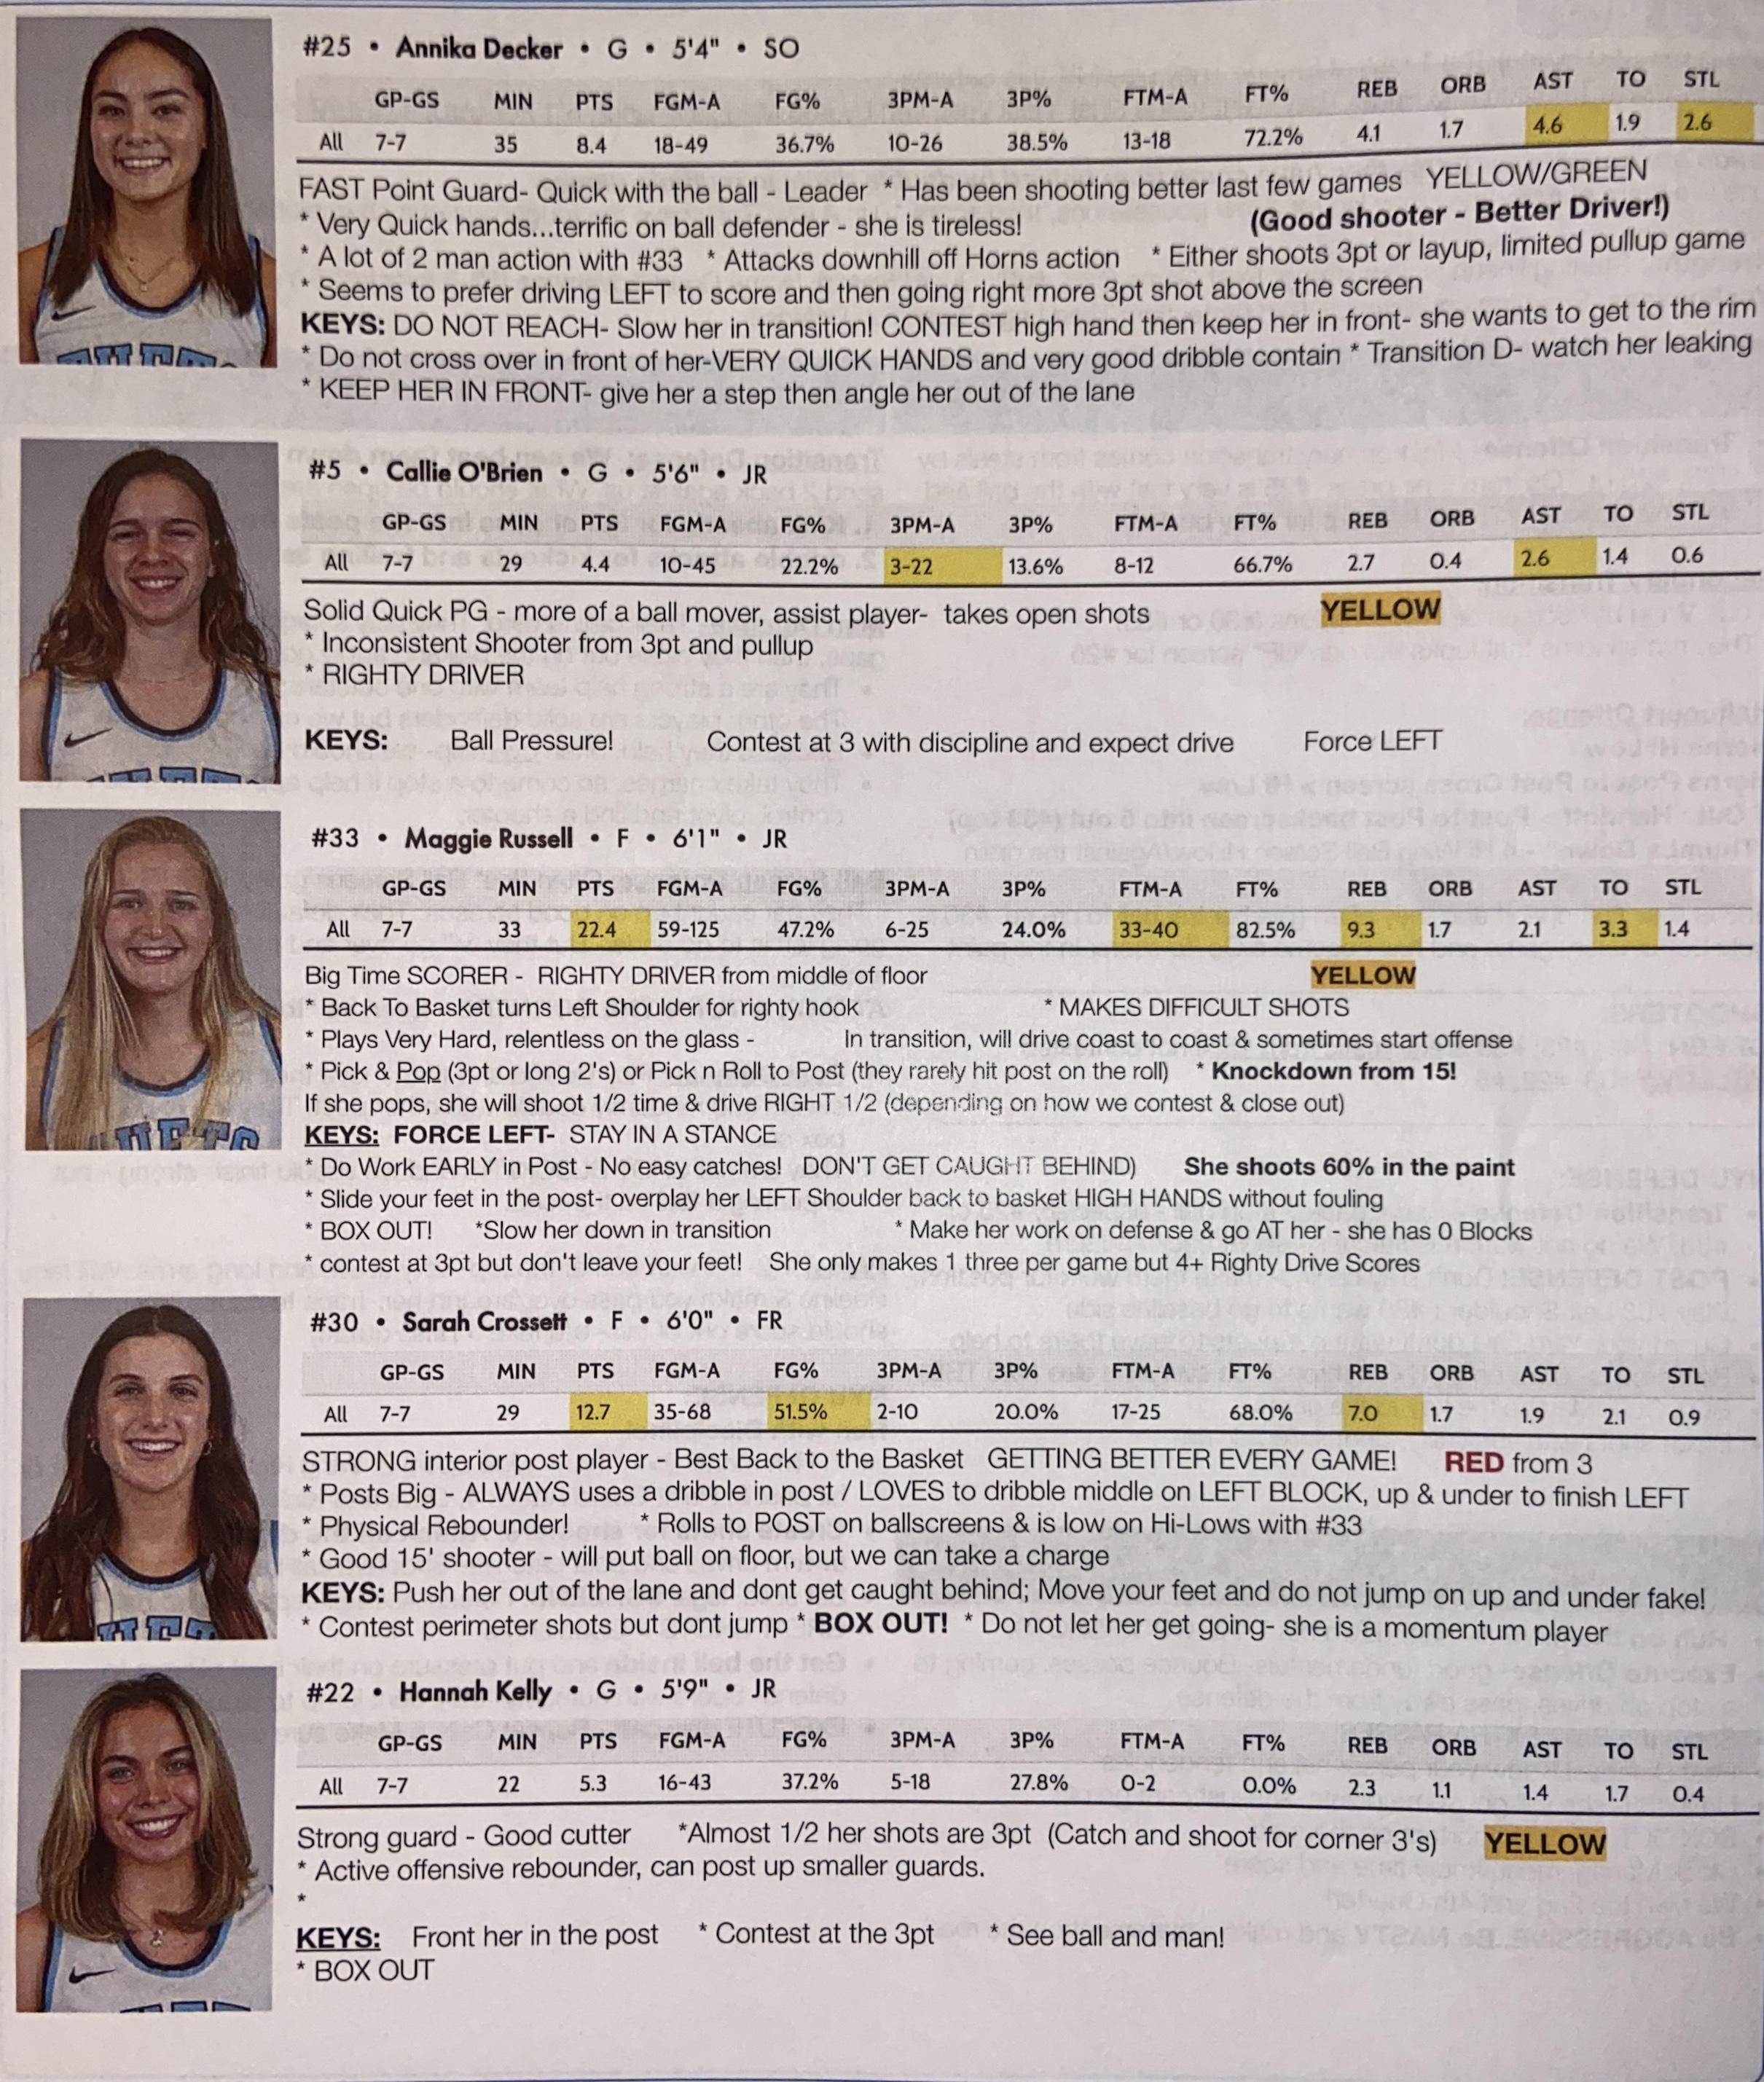 #25 • Annika Decker • G • 5'4" • SO
GP-GS MIN PTS FGM-A FG% 3PM-A 3P% FTM-A FT% REB ORB AST TO STL
All 7-7 35 8.4 18-49 36.7% 10-26 38.5% 13-18 72.2% 4.1 1.7 4.6 1.9 2.6
FAST Point Guard- Quick with the ball - Leader * Has been shooting better last few games YELLOW/GREEN
* Very Quick hands...terrific on ball defender - she is tireless! (Good shooter - Better Driver!)
* A lot of 2 man action with #33 * Attacks downhill off Horns action * Either shoots 3pt or layup, limited pullup game
* Seems to prefer driving LEFT to score and then going right more 3pt shot above the screen
KEYS: DO NOT REACH- Slow her in transition! CONTEST high hand then keep her in front- she wants to get to the rim
* Do not cross over in front of her-VERY QUICK HANDS and very good dribble contain * Transition D- watch her leaking
* KEEP HER IN FRONT- give her a step then angle her out of the lane
#5 • Callie O'Brien • G • 5'6" • JR
GP-GS MIN PTS FGM-A FG% 3PM-A 3P% FTM-A FT% REB ORB AST TO STL
All 7-7 29 4.4 10-45 22.2% 3-22 13.6% 8-12 66.7% 2.7 0.4 2.6 1.4 0.6
Solid Quick PG - more of a ball mover, assist player- takes open shots YELLOW
* Inconsistent Shooter from 3pt and pullup
* RIGHTY DRIVER
KEYS: Ball Pressure! Contest at 3 with discipline and expect drive Force LEFT
#33 • Maggie Russell • F • 6'1" • JR
GP-GS MIN PTS FGM-A FG% 3PM-A 3P% FTM-A FT% REB ORB AST TO STL
All 7-7 33 22.4 59-125 47.2% 6-25 24.0% 33-40 82.5% 9.3 1.7 2.1 3.3 1.4
Big Time SCORER - RIGHTY DRIVER from middle of floor YELLOW
* Back To Basket turns Left Shoulder for righty hook * MAKES DIFFICULT SHOTS
* Plays Very Hard, relentless on the glass - In transition, will drive coast to coast & sometimes start offense
* Pick & Pop (3pt or long 2's) or Pick n Roll to Post (they rarely hit post on the roll) * Knockdown from 15!
If she pops, she will shoot 1/2 time & drive RIGHT 1/2 (depending on how we contest & close out)
KEYS: FORCE LEFT- STAY IN A STANCE
* Do Work EARLY in Post - No easy catches! DON'T GET CAUGHT BEHIND) She shoots 60% in the paint
* Slide your feet in the post- overplay her LEFT Shoulder back to basket HIGH HANDS without fouling
* BOX OUT! *Slow her down in transition * Make her work on defense & go AT her - she has 0 Blocks
* contest at 3pt but don't leave your feet! She only makes 1 three per game but 4+ Righty Drive Scores
#30 • Sarah Crossett • F • 6'0" • FR
GP-GS MIN PTS FGM-A FG% 3PM-A 3P% FTM-A FT% REB ORB AST TO STL
All 7-7 29 12.7 35-68 51.5% 2-10 20.0% 17-25 68.0% 7.0 1.7 1.9 2.1 0.9
STRONG interior post player - Best Back to the Basket GETTING BETTER EVERY GAME! RED from 3
* Posts Big - ALWAYS uses a dribble in post / LOVES to dribble middle on LEFT BLOCK, up & under to finish LEFT
* Physical Rebounder! * Rolls to POST on ballscreens & is low on Hi-Lows with #33
* Good 15' shooter - will put ball on floor, but we can take a charge
KEYS: Push her out of the lane and dont get caught behind; Move your feet and do not jump on up and under fake!
* Contest perimeter shots but dont jump * BOX OUT! * Do not let her get going- she is a momentum player
#22 • Hannah Kelly • G • 5'9" • JR
GP-GS MIN PTS FGM-A FG% 3PM-A 3P% FTM-A FT% REB ORB AST TO STL
All 7-7 22 5.3 16-43 37.2% 5-18 27.8% 0-2 0.0% 2.3 1.1 1.4 1.7 0.4
Strong guard - Good cutter *Almost 1/2 her shots are 3pt (Catch and shoot for corner 3's) YELLOW
* Active offensive rebounder, can post up smaller guards.
*
KEYS: Front her in the post * Contest at the 3pt * See ball and man!
* BOX OUT